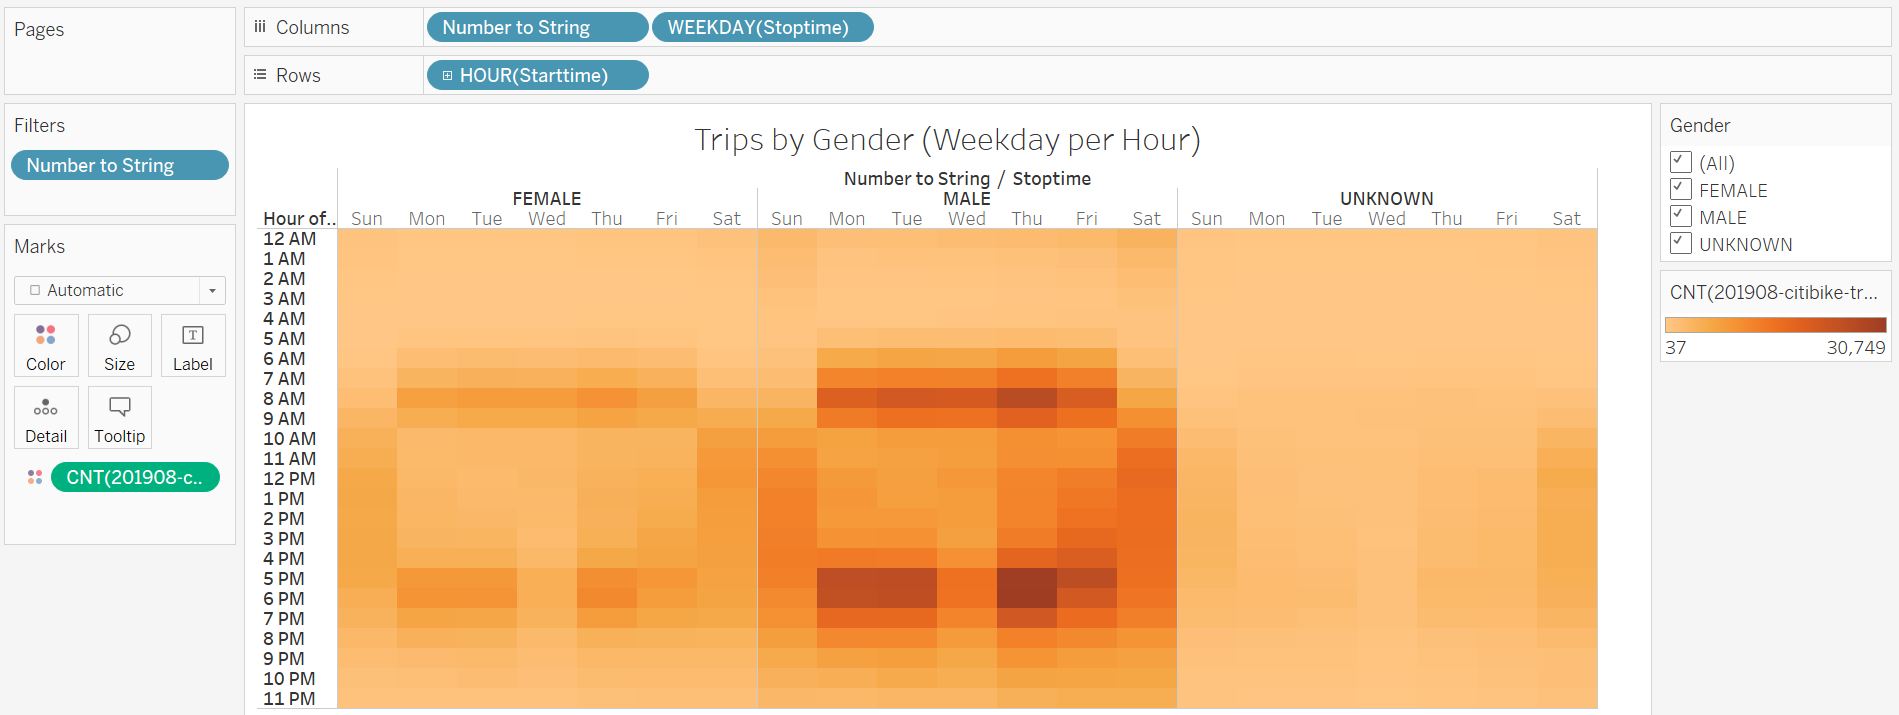 Pages
Columns Number to String WEEKDAY(Stoptime)
Rows HOUR(Starttime)
Filters
Number to String
Marks
Automatic
Color Size Label
Detail Tooltip
CNT(201908-c..
Trips by Gender (Weekday per Hour)
Number to String / Stoptime
FEMALE MALE UNKNOWN
Hour of.. Sun Mon Tue Wed Thu Fri Sat Sun Mon Tue Wed Thu Fri Sat Sun Mon Tue Wed Thu Fri Sat
12 AM
1 AM
2 AM
3 AM
4 AM
5 AM
6 AM
7 AM
8 AM
9 AM
10 AM
11 AM
12 PM
1 PM
2 PM
3 PM
4 PM
5 PM
6 PM
7 PM
8 PM
9 PM
10 PM
11 PM
Gender
(All)
FEMALE
MALE
UNKNOWN
CNT(201908-citibike-tr...
37 30,749